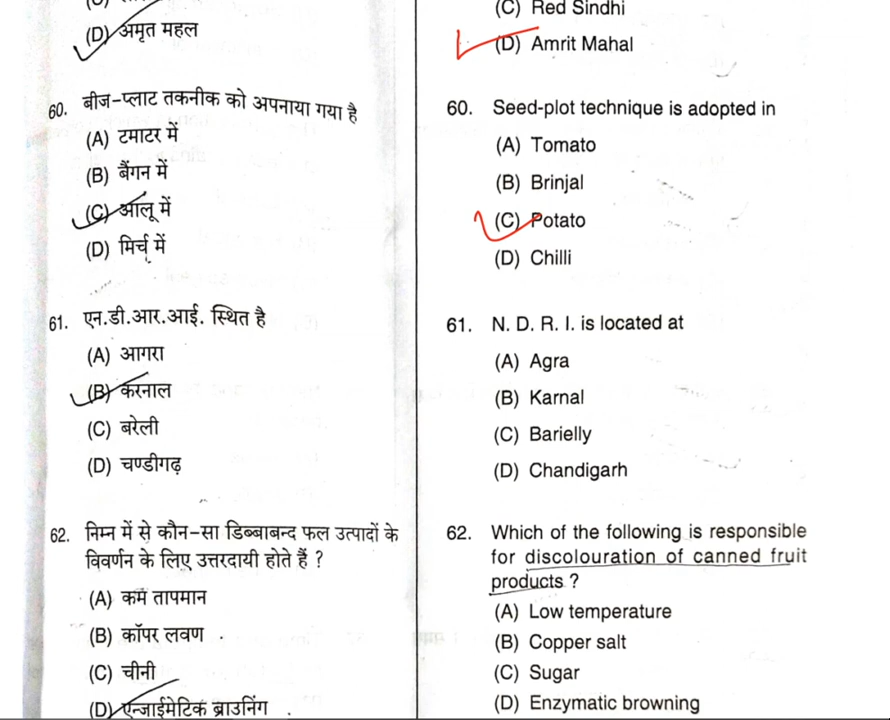 (D) अमृत महल
60. बीज-प्लाट तकनीक को अपनाया गया है
(A) टमाटर में
(B) बैंगन में
(C) आलू में
(D) मिर्च में
61. एन.डी.आर.आई. स्थित है
(A) आगरा
(B) करनाल
(C) बरेली
(D) चण्डीगढ़
62. निम्न में से कौन-सा डिब्बाबन्द फल उत्पादों के
विवर्णन के लिए उत्तरदायी होते हैं ?
(A) कम तापमान
(B) कॉपर लवण
(C) चीनी
(D) एन्जाईमेटिक ब्राउनिंग
(C) Red Sindhi
(D) Amrit Mahal
60. Seed-plot technique is adopted in
(A) Tomato
(B) Brinjal
(C) Potato
(D) Chilli
61. N. D. R. I. is located at
(A) Agra
(B) Karnal
(C) Barielly
(D) Chandigarh
62. Which of the following is responsible
for discolouration of canned fruit
products ?
(A) Low temperature
(B) Copper salt
(C) Sugar
(D) Enzymatic browning